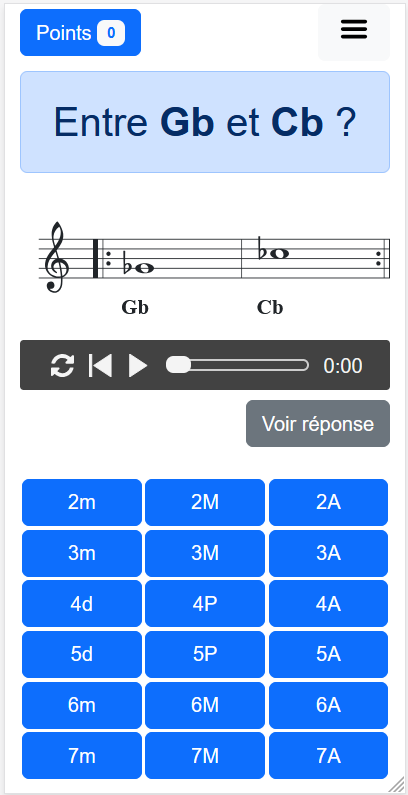 Points 0
Entre Gb et Cb ?
Gb Cb
0:00
Voir réponse
2m 2M 2A
3m 3M 3A
4d 4P 4A
5d 5P 5A
6m 6M 6A
7m 7M 7A